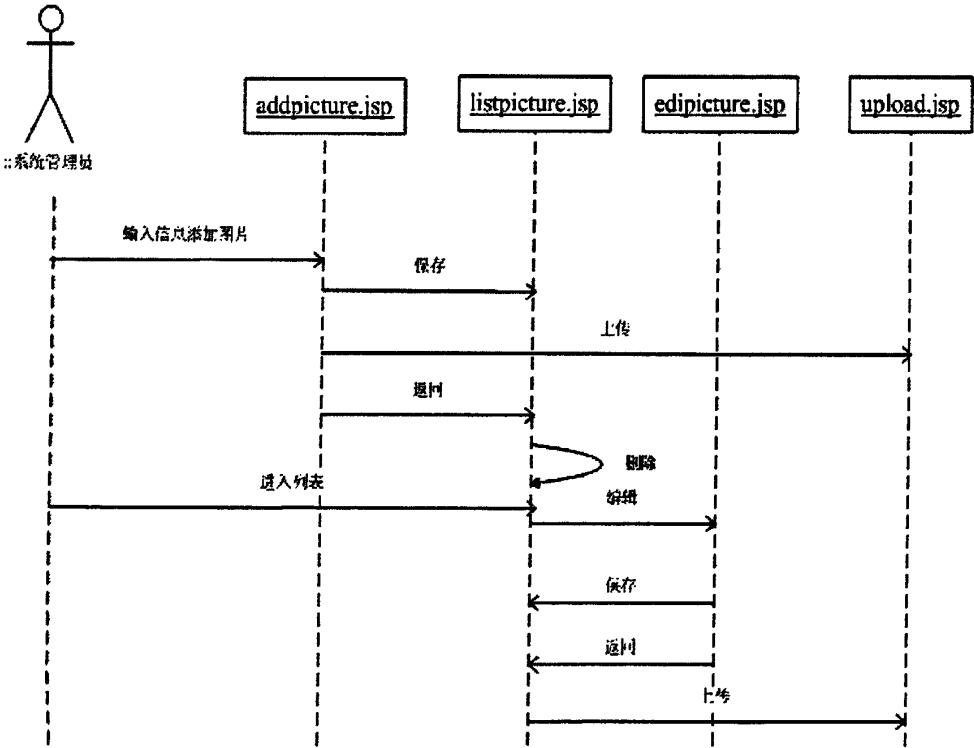 addpicture.jsp
listpicture.jsp
edipicture.jsp
upload.jsp
::系统管理员
输入信息添加图片
保存
上传
返回
删除
进入列表
编辑
保存
返回
上传